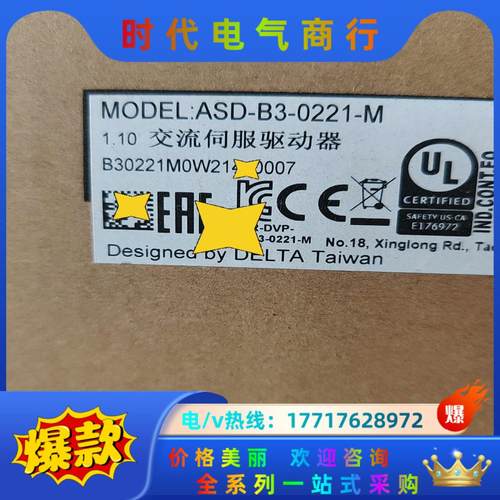 时代电气商行
MODEL:ASD-B3-0221-M
1.10 交流伺服驱动器
B30221M0W21 0007
EAC CE
UL
CERTIFIED
SAFETY US-CA
E176972
IND.CONT.EQ
-DVP-
3-0221-M
No.18, Xinglong Rd., Ta
Designed by DELTA Taiwan
爆款
电/v热线：17717628972
爆
价格美丽 欢迎咨询
全系列一站式采购